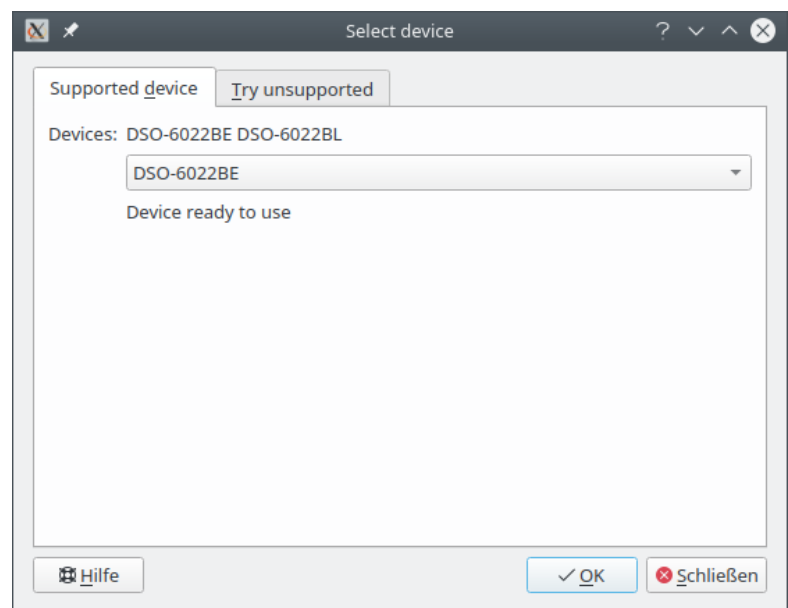 Select device
Supported device Try unsupported
Devices: DSO-6022BE DSO-6022BL
DSO-6022BE
Device ready to use
Hilfe OK Schließen